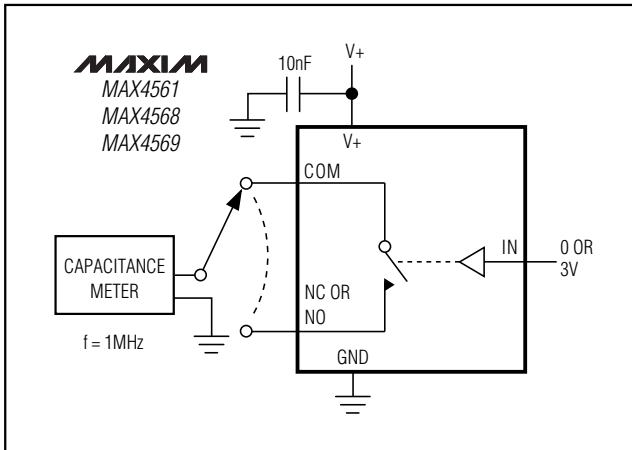 MAXIM
MAX4561
MAX4568
MAX4569
10nF
V+
V+
COM
IN
0 OR
3V
CAPACITANCE
METER
NC OR
NO
f = 1MHz
GND